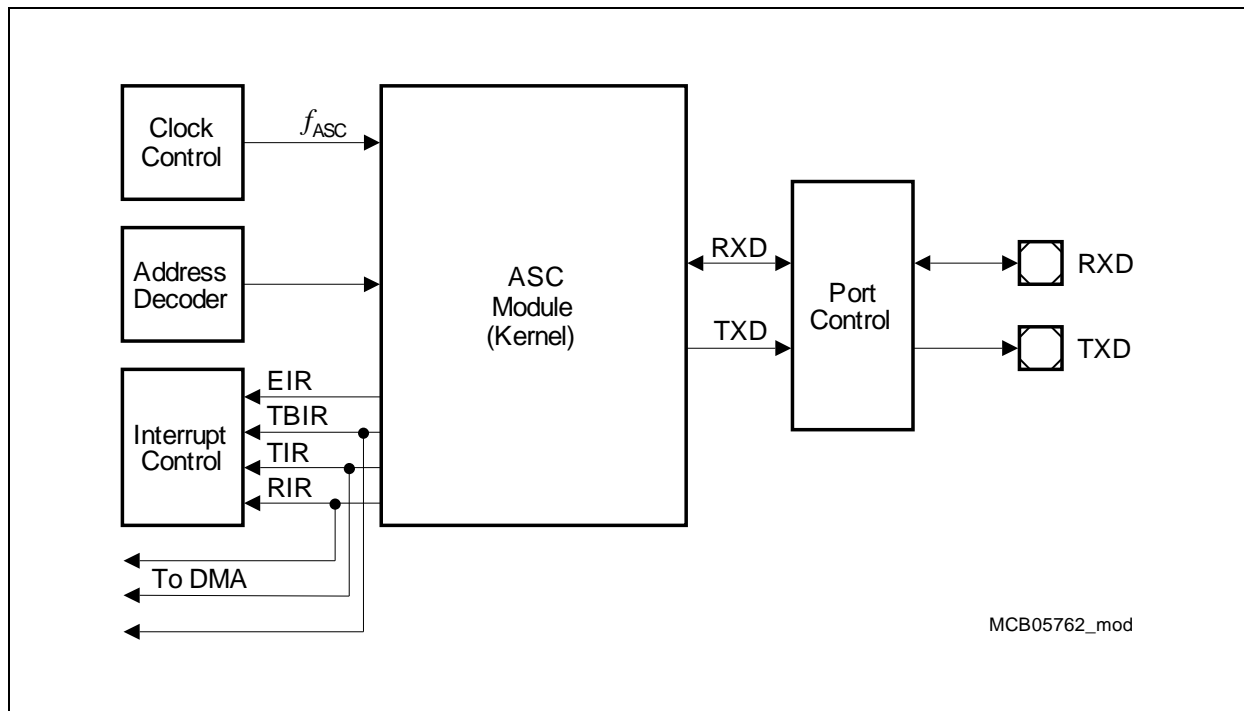 Clock
Control
fASC
Address
Decoder
ASC
Module
(Kernel)
RXD
TXD
Port
Control
RXD
TXD
Interrupt
Control
EIR
TBIR
TIR
RIR
To DMA
MCB05762_mod